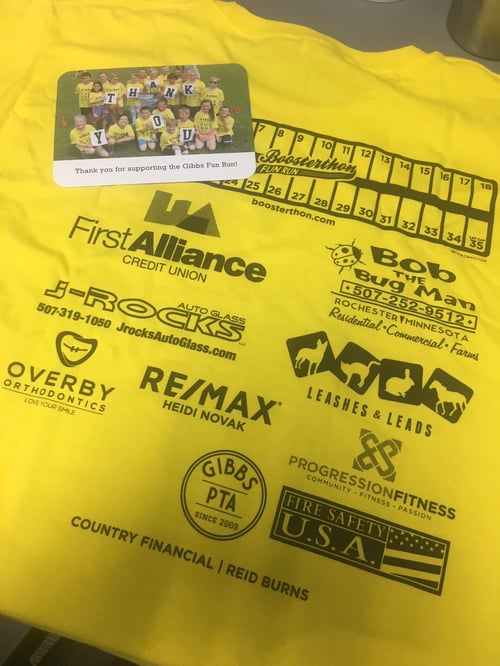 THANK
YOU
Thank you for supporting the Gibbs Fun Run!
7 8 9 10 11 12 13 14 15 16 17 18
Boosterthon
FUN RUN
24 25 26 27 28 29 30 31 32 33 34 35
boosterthon.com
FirstAlliance
CREDIT UNION
Bob
THE
Bug Man
507-252-9512
ROCHESTER MINNESOTA
Residential • Commercial • Farms
J-ROCKS
AUTO GLASS
507-319-1050 JrocksAutoGlass.com
OVERBY
ORTHODONTICS
LOVE YOUR SMILE
RE/MAX
HEIDI NOVAK
LEASHES & LEADS
PROGRESSIONFITNESS
COMMUNITY • FITNESS • PASSION
GIBBS
PTA
SINCE 2009
FIRE SAFETY
U.S.A.
COUNTRY FINANCIAL | REID BURNS